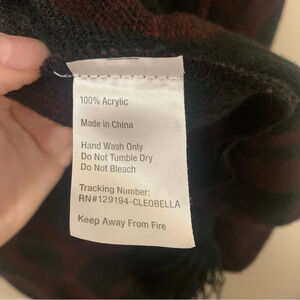 100% Acrylic
Made in China
Hand Wash Only
Do Not Tumble Dry
Do Not Bleach
Tracking Number:
RN#129194-CLEOBELLA
Keep Away From Fire